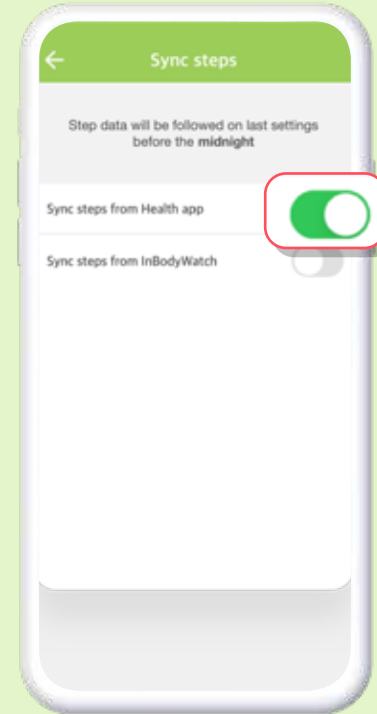 Sync steps
Step data will be followed on last settings
before the midnight
Sync steps from Health app
Sync steps from InBodyWatch